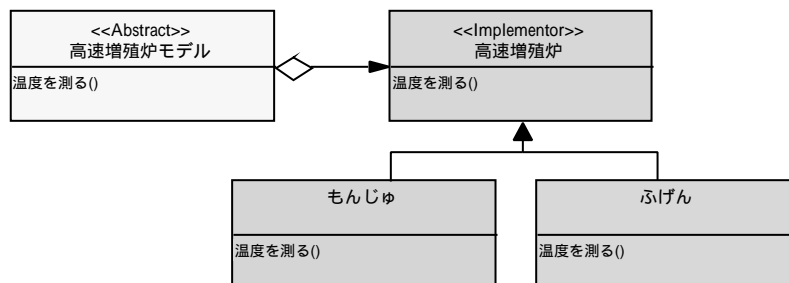 <<Abstract>>
高速増殖炉モデル
温度を測る()
<<Implementor>>
高速増殖炉
温度を測る()
もんじゅ
温度を測る()
ふげん
温度を測る()